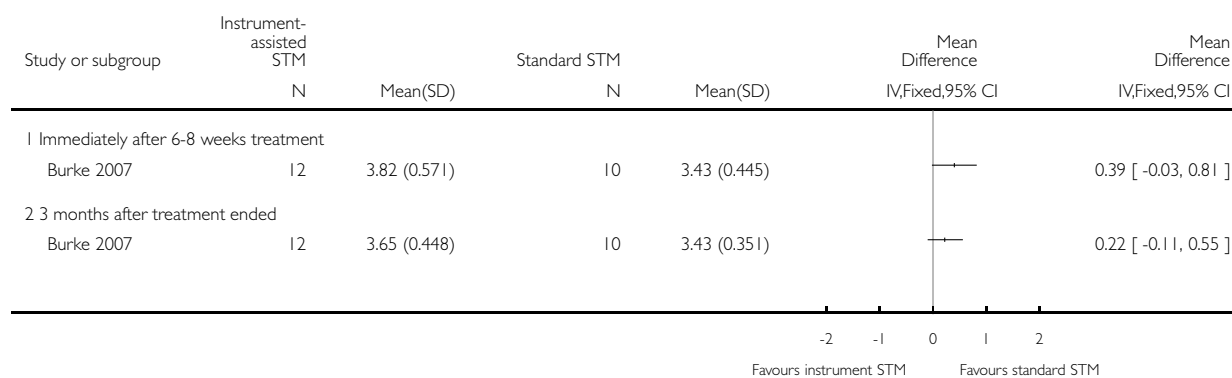 Instrument-
assisted
STM
Study or subgroup Standard STM Mean Difference Mean Difference
N Mean(SD) N Mean(SD) IV,Fixed,95% CI IV,Fixed,95% CI
1 Immediately after 6-8 weeks treatment
Burke 2007 12 3.82 (0.571) 10 3.43 (0.445) 0.39 [ -0.03, 0.81 ]
2 3 months after treatment ended
Burke 2007 12 3.65 (0.448) 10 3.43 (0.351) 0.22 [ -0.11, 0.55 ]
-2 -1 0 1 2
Favours instrument STM Favours standard STM